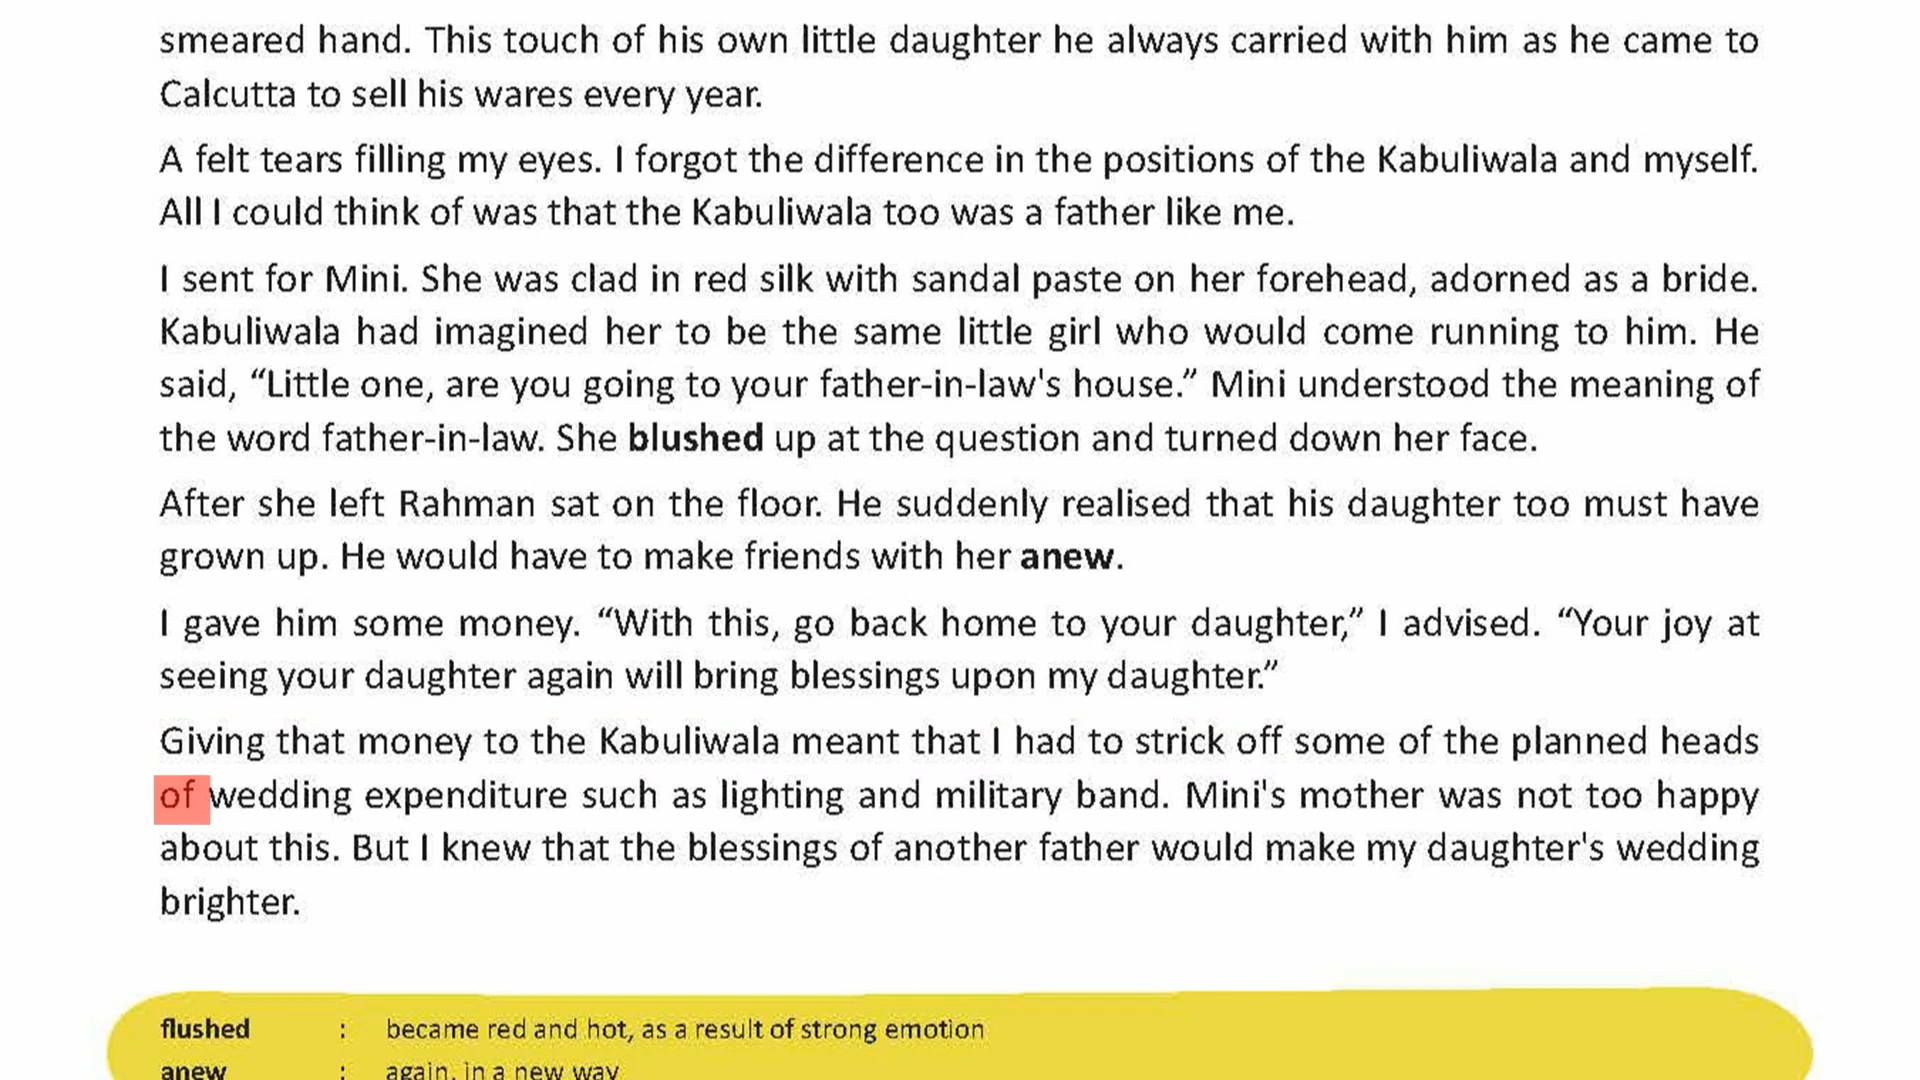 smeared hand. This touch of his own little daughter he always carried with him as he came to
Calcutta to sell his wares every year.
A felt tears filling my eyes. I forgot the difference in the positions of the Kabuliwala and myself.
All I could think of was that the Kabuliwala too was a father like me.
I sent for Mini. She was clad in red silk with sandal paste on her forehead, adorned as a bride.
Kabuliwala had imagined her to be the same little girl who would come running to him. He
said, “Little one, are you going to your father-in-law's house.” Mini understood the meaning of
the word father-in-law. She blushed up at the question and turned down her face.
After she left Rahman sat on the floor. He suddenly realised that his daughter too must have
grown up. He would have to make friends with her anew.
I gave him some money. “With this, go back home to your daughter,” I advised. “Your joy at
seeing your daughter again will bring blessings upon my daughter.”
Giving that money to the Kabuliwala meant that I had to strick off some of the planned heads
of wedding expenditure such as lighting and military band. Mini's mother was not too happy
about this. But I knew that the blessings of another father would make my daughter's wedding
brighter.
flushed : became red and hot, as a result of strong emotion
anew : again, in a new way